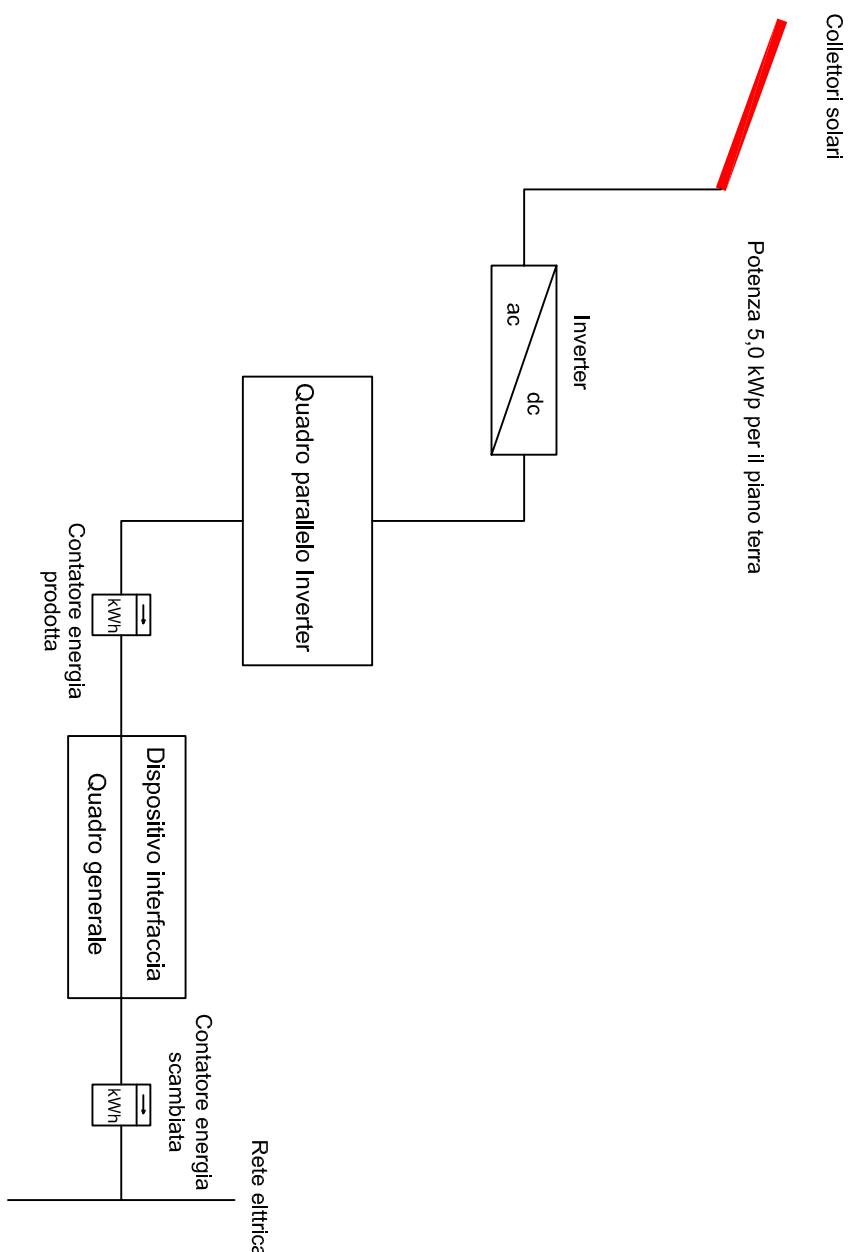 Collettori solari
Potenza 5,0 kWp per il piano terra
Inverter
dc
ac
Quadro parallelo Inverter
kWh
Contatore energia
prodotta
Dispositivo interfaccia
Quadro generale
Contatore energia
scambiata
kWh
Rete elttrica